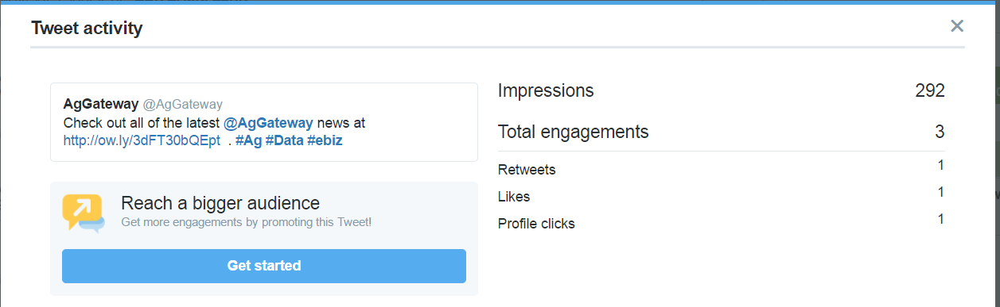 Tweet activity
AgGateway @AgGateway
Check out all of the latest @AgGateway news at
http://ow.ly/3dFT30bQEpt . #Ag #Data #ebiz
Reach a bigger audience
Get more engagements by promoting this Tweet!
Get started
Impressions 292
Total engagements 3
Retweets 1
Likes 1
Profile clicks 1